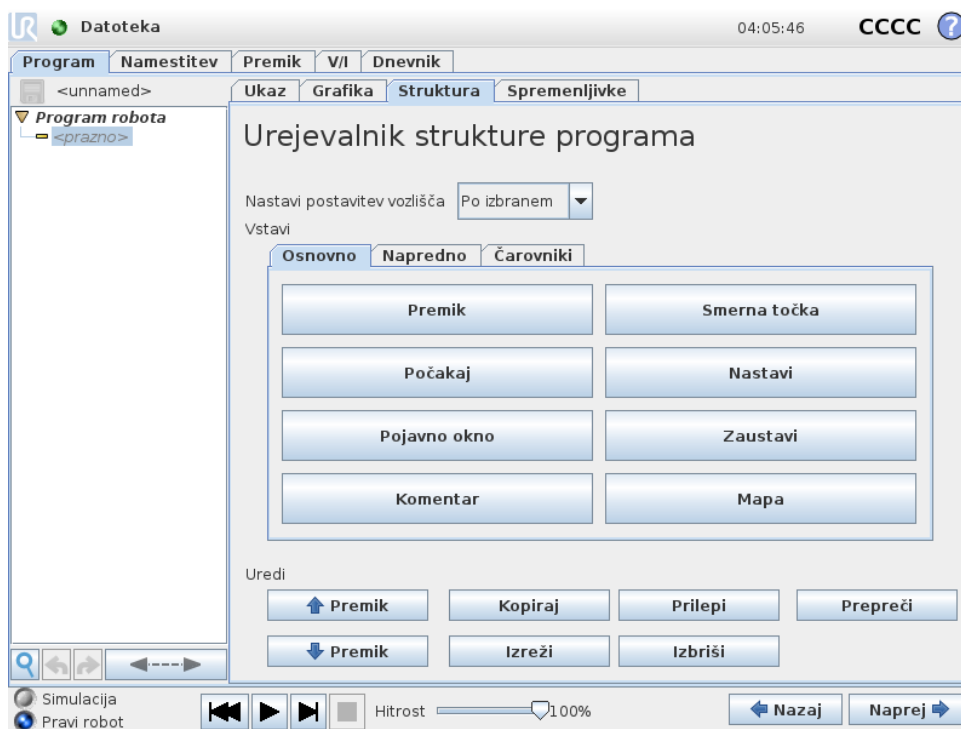 UR Datoteka 04:05:46 CCCC ?
Program Namestitev Premik V/I Dnevnik
<unnamed> Ukaz Grafika Struktura Spremenljivke
Program robota
<prazno>
Urejevalnik strukture programa
Nastavi postavitev vozlišča Po izbranem
Vstavi
Osnovno Napredno Čarovniki
Premik Smerna točka
Počakaj Nastavi
Pojavno okno Zaustavi
Komentar Mapa
Uredi
Premik Kopiraj Prilepi Prepreči
Premik Izreži Izbriši
Simulacija
Pravi robot
Hitrost 100% Nazaj Naprej